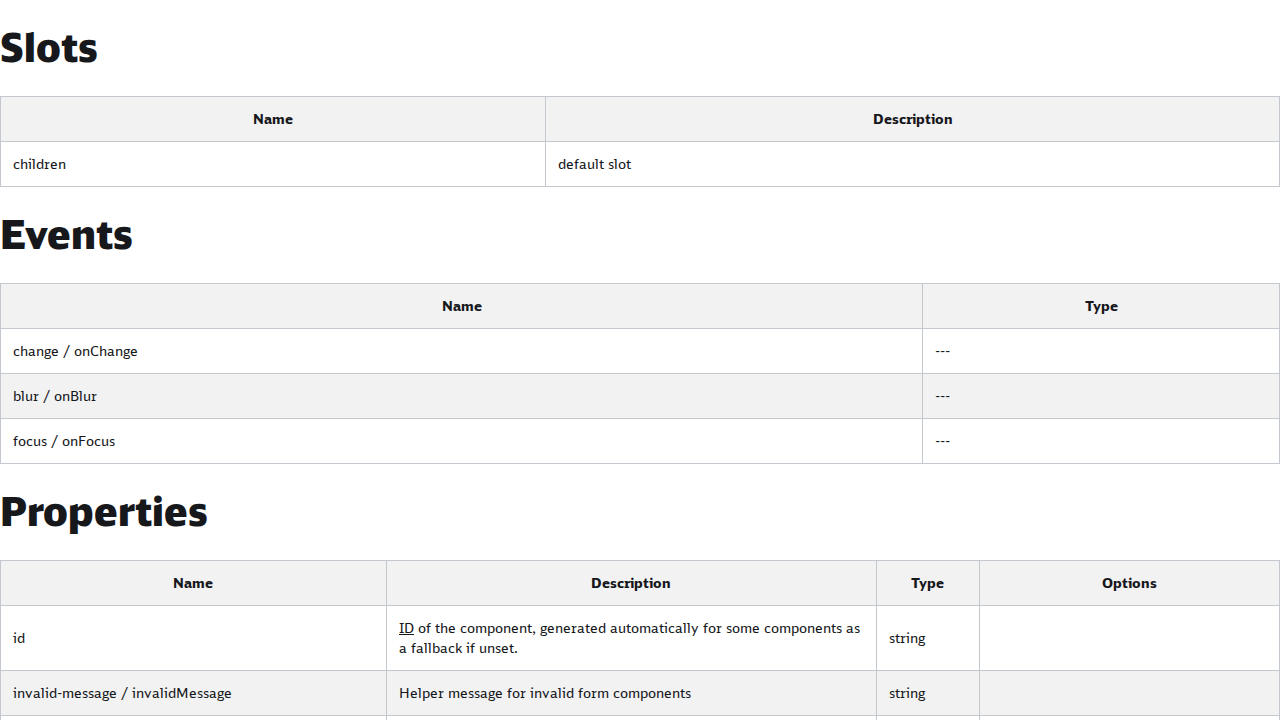 Slots
Name Description
children default slot
Events
Name Type
change / onChange ---
blur / onBlur ---
focus / onFocus ---
Properties
Name Description Type Options
id ID of the component, generated automatically for some components as a fallback if unset. string
invalid-message / invalidMessage Helper message for invalid form components string